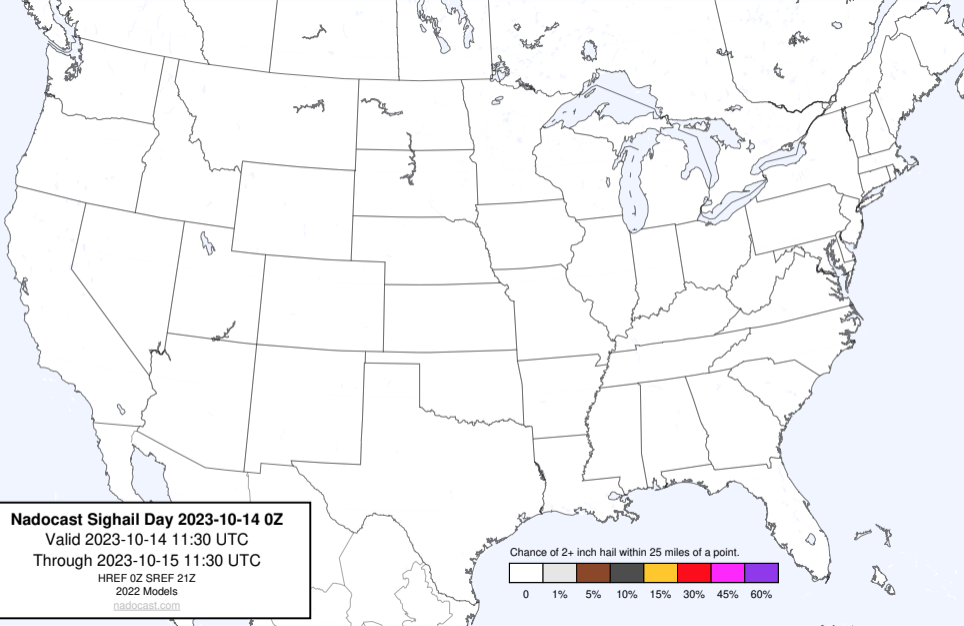 Nadocast Sighail Day 2023-10-14 0Z
Valid 2023-10-14 11:30 UTC
Through 2023-10-15 11:30 UTC
HREF 0Z SREF 21Z
2022 Models
nadocast.com
Chance of 2+ inch hail within 25 miles of a point.
0 1% 5% 10% 15% 30% 45% 60%